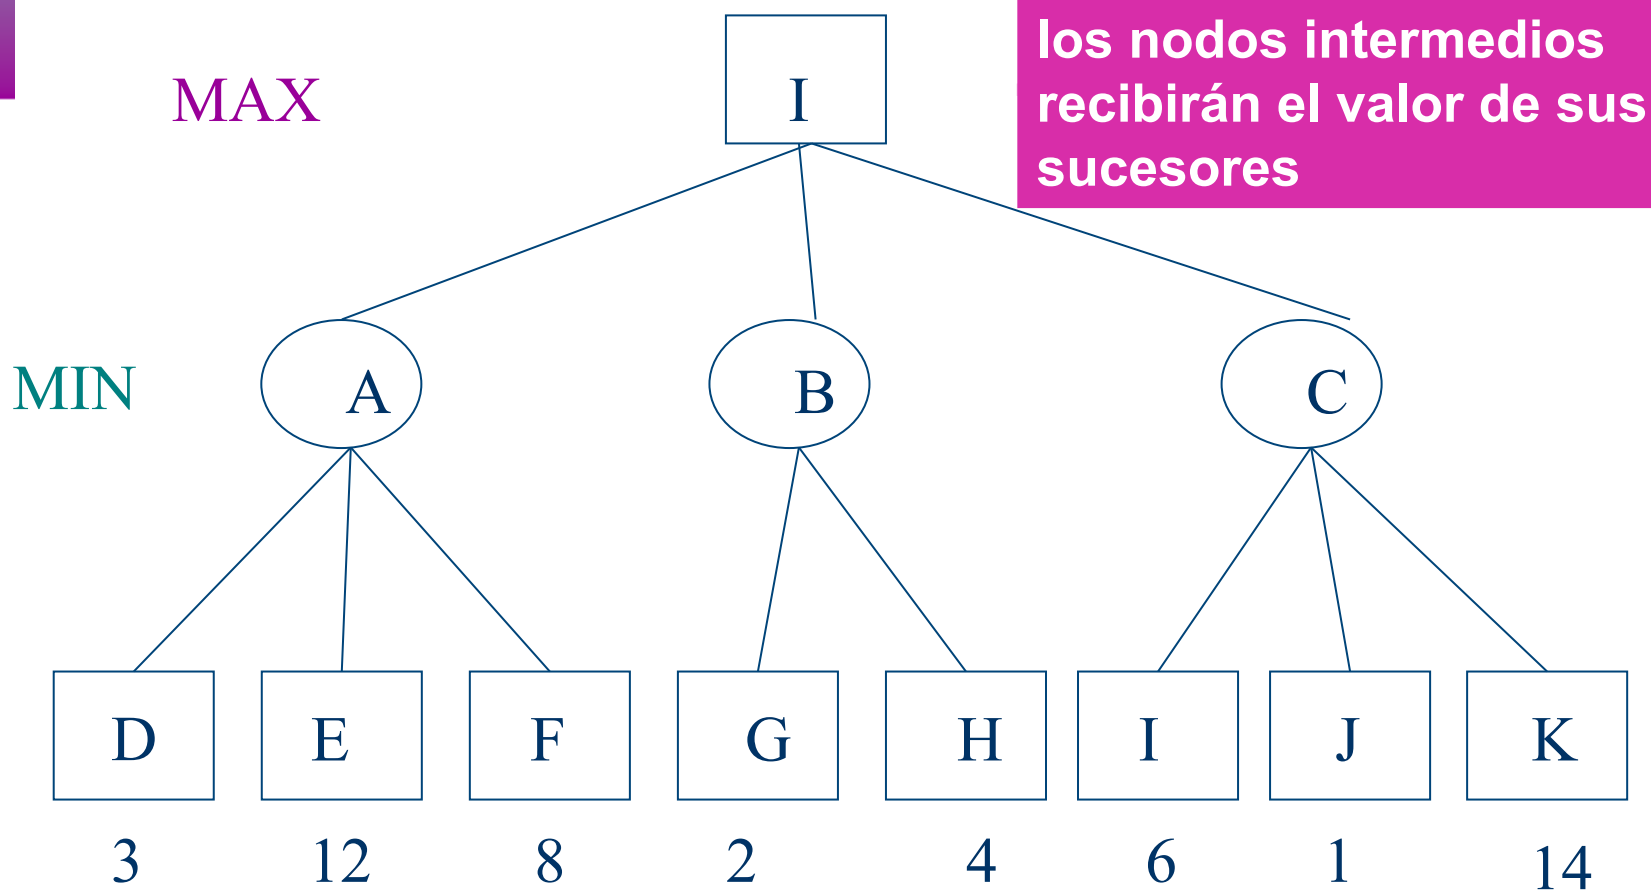 los nodos intermedios
recibirán el valor de sus
sucesores
MAX
I
MIN
A B C
D E F G H I J K
3 12 8 2 4 6 1 14